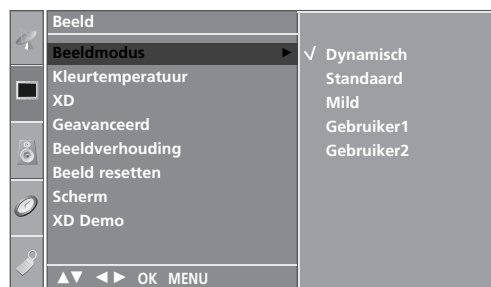 Beeld
Beeldmodus
Kleurtemperatuur
XD
Geavanceerd
Beeldverhouding
Beeld resetten
Scherm
XD Demo
▲▼ ◄► OK MENU
√ Dynamisch
Standaard
Mild
Gebruiker1
Gebruiker2